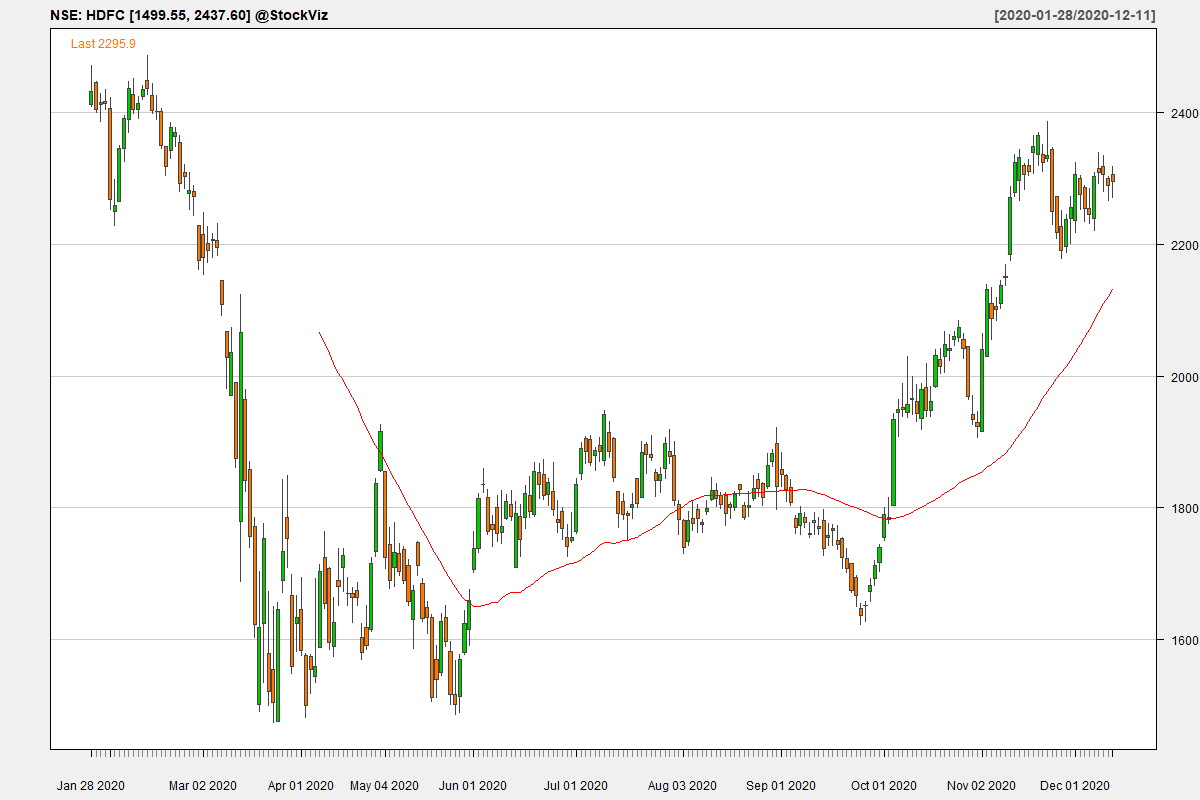 NSE: HDFC [1499.55, 2437.60] @StockViz [2020-01-28/2020-12-11]
Last 2295.9
2400
2200
2000
1800
1600
Jan 28 2020 Mar 02 2020 Apr 01 2020 May 04 2020 Jun 01 2020 Jul 01 2020 Aug 03 2020 Sep 01 2020 Oct 01 2020 Nov 02 2020 Dec 01 2020